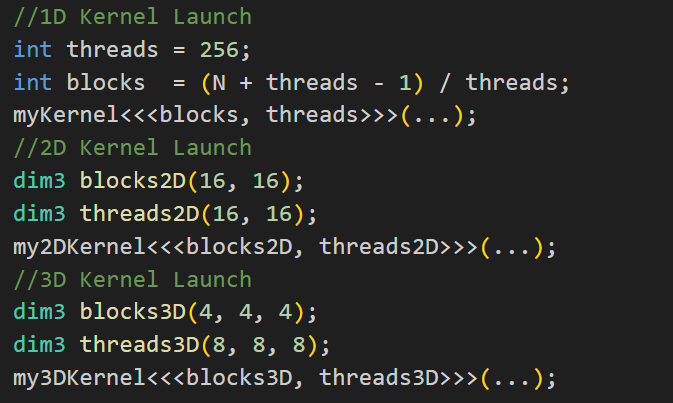 //1D Kernel Launch
int threads = 256;
int blocks  = (N + threads - 1) / threads;
myKernel<<<blocks, threads>>>(...);
//2D Kernel Launch
dim3 blocks2D(16, 16);
dim3 threads2D(16, 16);
my2DKernel<<<blocks2D, threads2D>>>(...);
//3D Kernel Launch
dim3 blocks3D(4, 4, 4);
dim3 threads3D(8, 8, 8);
my3DKernel<<<blocks3D, threads3D>>>(...);